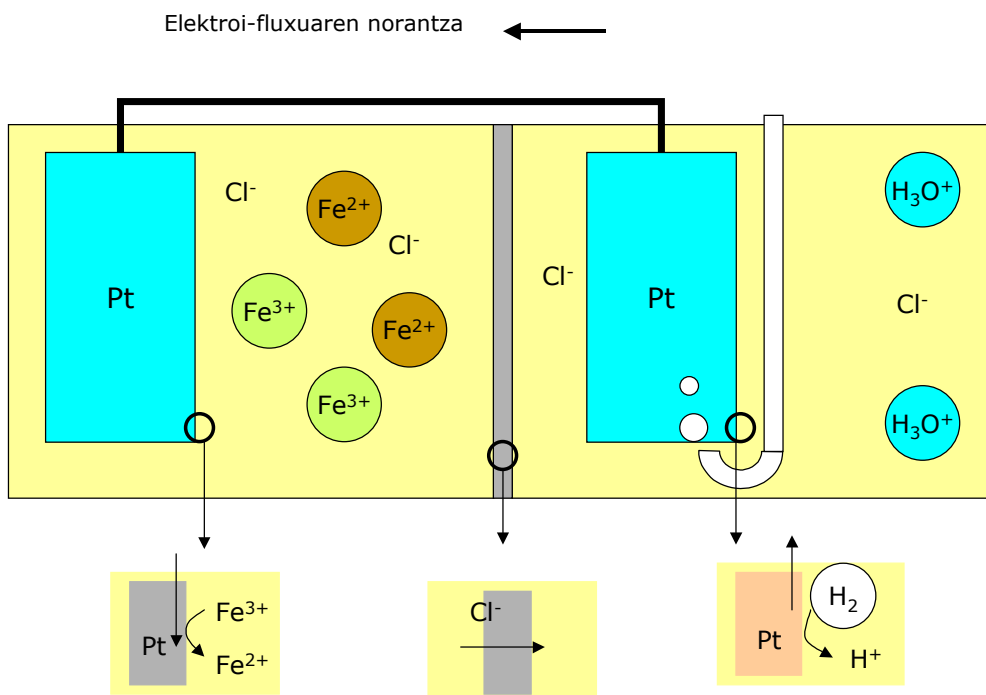 Elektroi-fluxuaren norantza
Cl⁻
Fe²⁺
H₃O⁺
Cl⁻
Cl⁻
Pt
Fe³⁺
Fe²⁺
Pt
Cl⁻
Fe³⁺
H₃O⁺
Pt
Fe³⁺
Fe²⁺
Cl⁻
Pt
H₂
H⁺